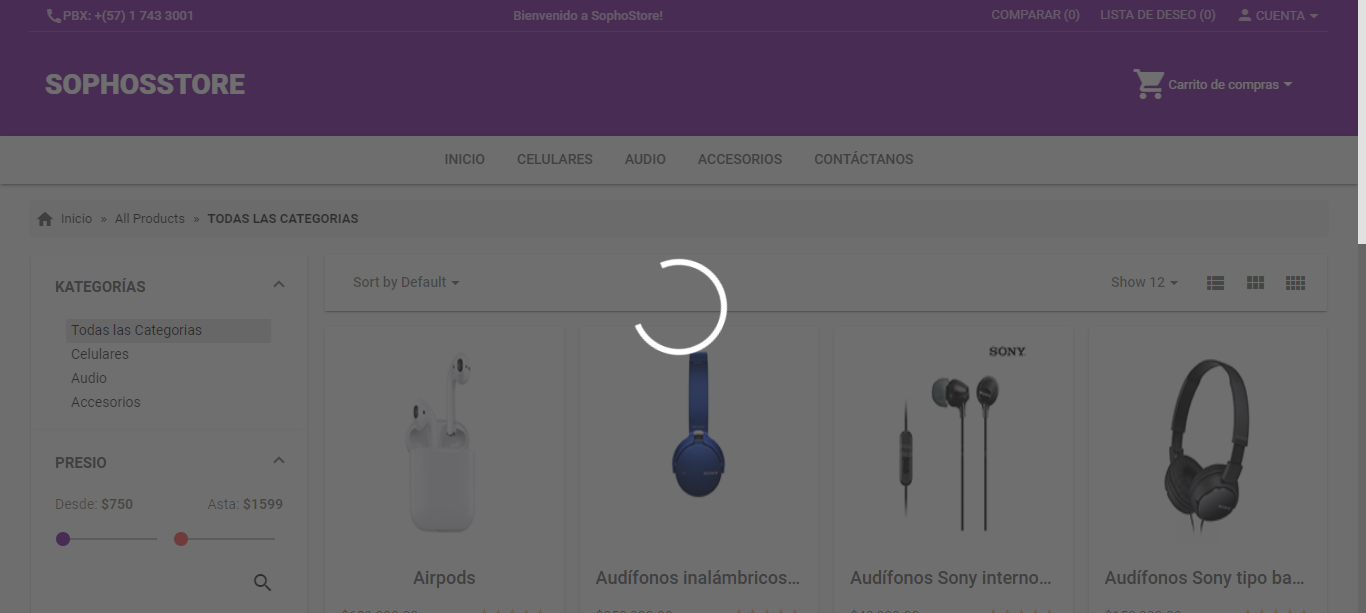 PBX: +(57) 1 743 3001
Bienvenido a SophoStore!
COMPARAR (0) LISTA DE DESEO (0) CUENTA
SOPHOSSTORE
Carrito de compras
INICIO CELULARES AUDIO ACCESORIOS CONTÁCTANOS
Inicio » All Products » TODAS LAS CATEGORIAS
KATEGORÍAS
Todas las Categorias
Celulares
Audio
Accesorios
PRESIO
Desde: $750 Asta: $1599
Sort by Default
Show 12
SONY
Airpods
Audífonos inalámbricos...
Audífonos Sony interno...
Audífonos Sony tipo ba...